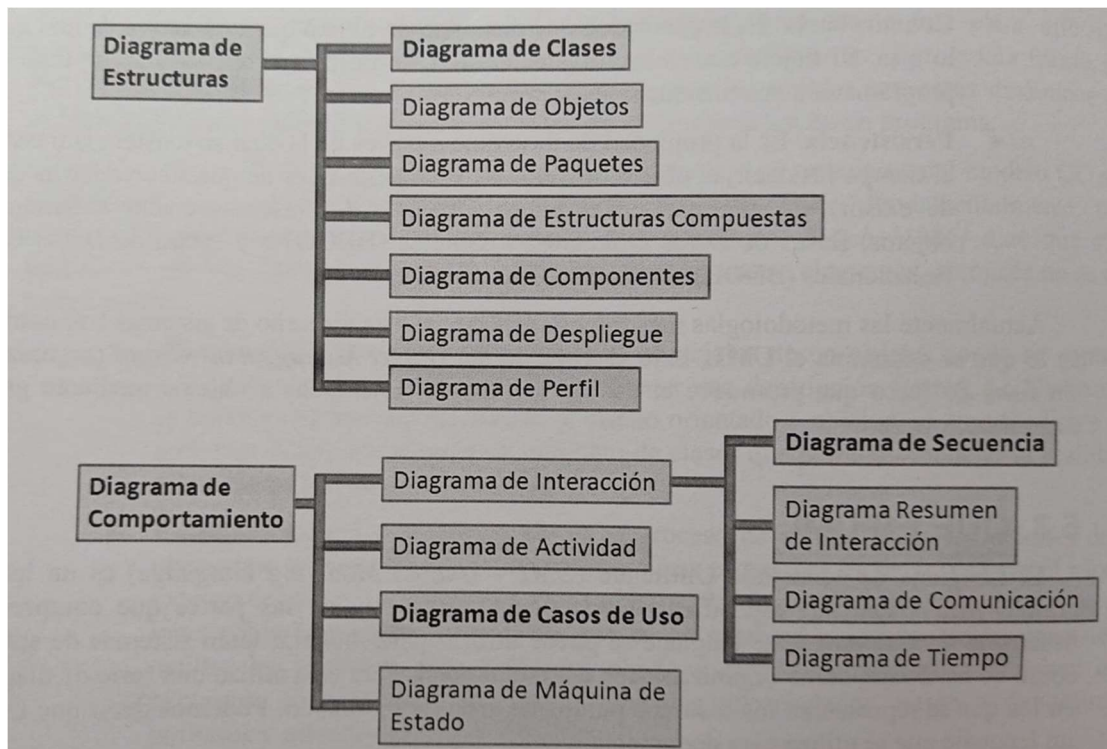 Diagrama de
Estructuras
Diagrama de Clases
Diagrama de Objetos
Diagrama de Paquetes
Diagrama de Estructuras Compuestas
Diagrama de Componentes
Diagrama de Despliegue
Diagrama de Perfil
Diagrama de
Comportamiento
Diagrama de Interacción
Diagrama de Actividad
Diagrama de Casos de Uso
Diagrama de Máquina de
Estado
Diagrama de Secuencia
Diagrama Resumen
de Interacción
Diagrama de Comunicación
Diagrama de Tiempo